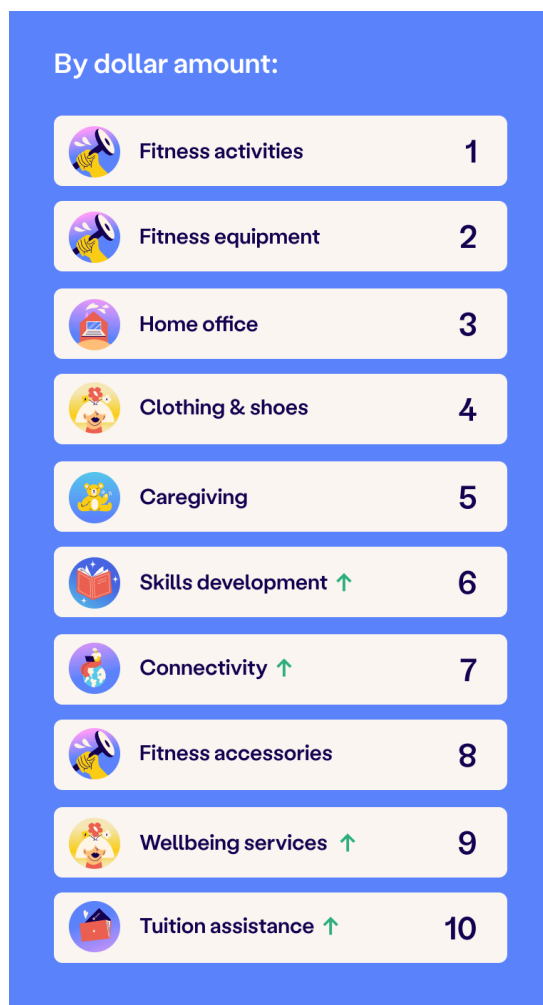 By dollar amount:
Fitness activities 1
Fitness equipment 2
Home office 3
Clothing & shoes 4
Caregiving 5
Skills development ↑ 6
Connectivity ↑ 7
Fitness accessories 8
Wellbeing services ↑ 9
Tuition assistance ↑ 10